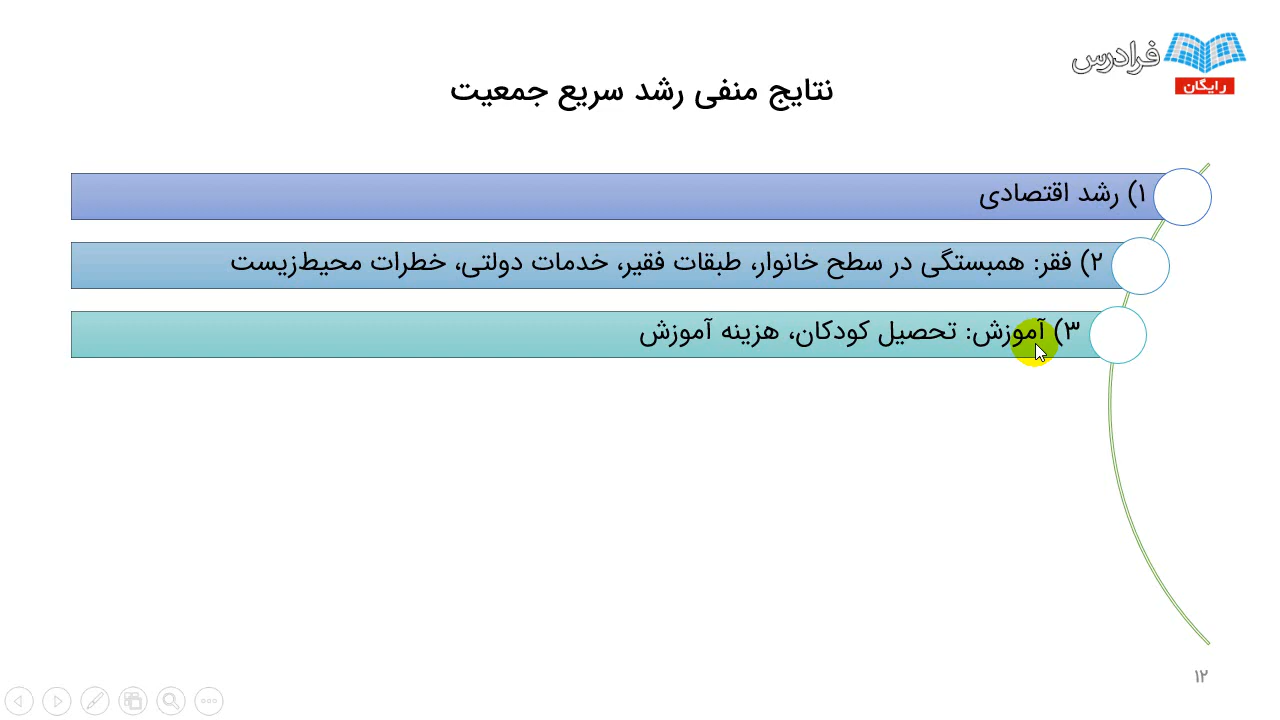 فرادرس
رایگان
نتایج منفی رشد سریع جمعیت
۱) رشد اقتصادی
۲) فقر: همبستگی در سطح خانوار، طبقات فقیر، خدمات دولتی، خطرات محیط‌زیست
۳) آموزش: تحصیل کودکان، هزینه آموزش
۱۲